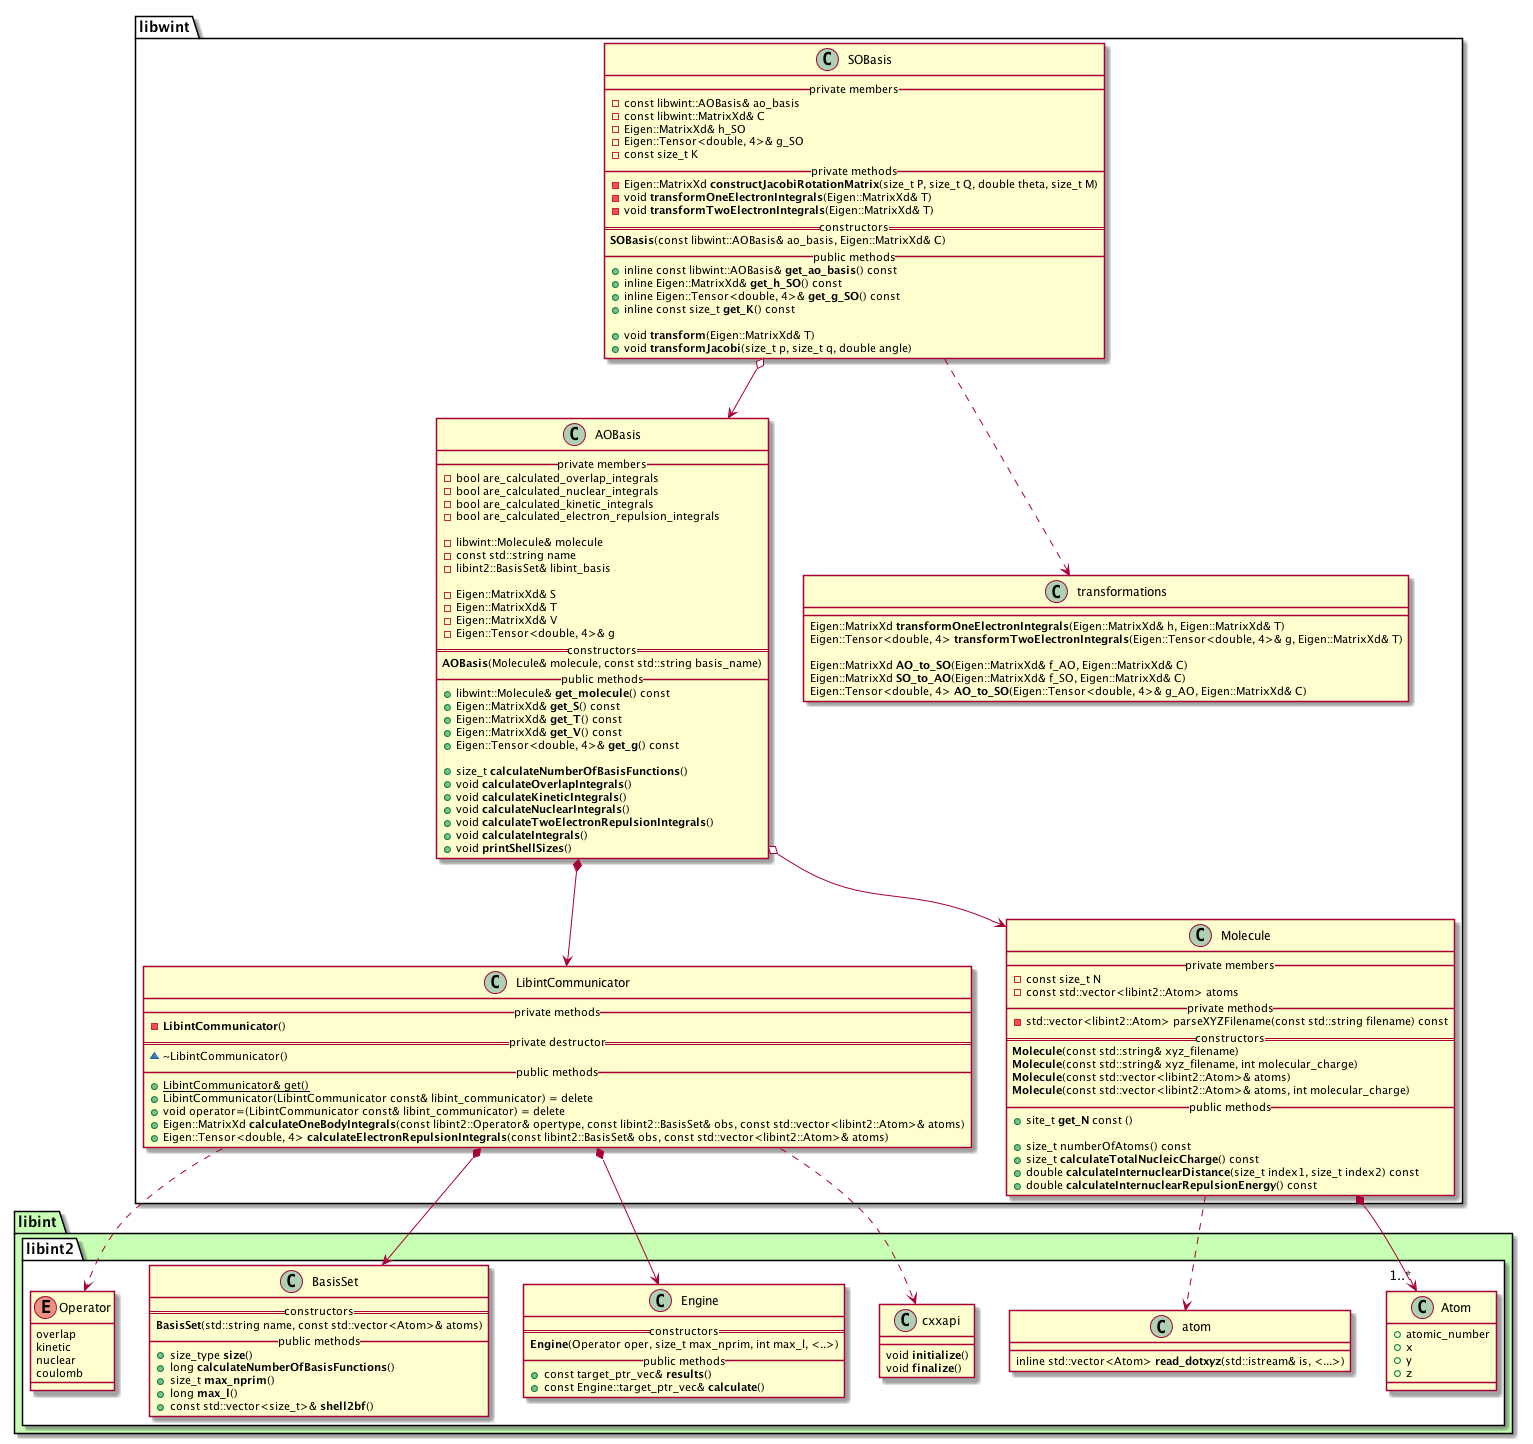 libwint
C SOBasis
private members
const libwint::AOBasis& ao_basis
const libwint::MatrixXd& C
Eigen::MatrixXd& h_SO
Eigen::Tensor<double, 4>& g_SO
const size_t K
private methods
Eigen::MatrixXd constructJacobiRotationMatrix(size_t P, size_t Q, double theta, size_t M)
void transformOneElectronIntegrals(Eigen::MatrixXd& T)
void transformTwoElectronIntegrals(Eigen::MatrixXd& T)
constructors
SOBasis(const libwint::AOBasis& ao_basis, Eigen::MatrixXd& C)
public methods
inline const libwint::AOBasis& get_ao_basis() const
inline Eigen::MatrixXd& get_h_SO() const
inline Eigen::Tensor<double, 4>& get_g_SO() const
inline const size_t get_K() const
void transform(Eigen::MatrixXd& T)
void transformJacobi(size_t p, size_t q, double angle)
C AOBasis
private members
bool are_calculated_overlap_integrals
bool are_calculated_nuclear_integrals
bool are_calculated_kinetic_integrals
bool are_calculated_electron_repulsion_integrals
libwint::Molecule& molecule
const std::string name
libint2::BasisSet& libint_basis
Eigen::MatrixXd& S
Eigen::MatrixXd& T
Eigen::MatrixXd& V
Eigen::Tensor<double, 4>& g
constructors
AOBasis(Molecule& molecule, const std::string basis_name)
public methods
libwint::Molecule& get_molecule() const
Eigen::MatrixXd& get_S() const
Eigen::MatrixXd& get_T() const
Eigen::MatrixXd& get_V() const
Eigen::Tensor<double, 4>& get_g() const
size_t calculateNumberOfBasisFunctions()
void calculateOverlapIntegrals()
void calculateKineticIntegrals()
void calculateNuclearIntegrals()
void calculateTwoElectronRepulsionIntegrals()
void calculateIntegrals()
void printShellSizes()
C transformations
Eigen::MatrixXd transformOneElectronIntegrals(Eigen::MatrixXd& h, Eigen::MatrixXd& T)
Eigen::Tensor<double, 4> transformTwoElectronIntegrals(Eigen::Tensor<double, 4>& g, Eigen::MatrixXd& T)
Eigen::MatrixXd AO_to_SO(Eigen::MatrixXd& f_AO, Eigen::MatrixXd& C)
Eigen::MatrixXd SO_to_AO(Eigen::MatrixXd& f_SO, Eigen::MatrixXd& C)
Eigen::Tensor<double, 4> AO_to_SO(Eigen::Tensor<double, 4>& g_AO, Eigen::MatrixXd& C)
C LibintCommunicator
private methods
LibintCommunicator()
private destructor
~LibintCommunicator()
public methods
LibintCommunicator& get()
LibintCommunicator(LibintCommunicator const& libint_communicator) = delete
void operator=(LibintCommunicator const& libint_communicator) = delete
Eigen::MatrixXd calculateOneBodyIntegrals(const libint2::Operator& opertype, const libint2::BasisSet& obs, const std::vector<libint2::Atom>& atoms)
Eigen::Tensor<double, 4> calculateElectronRepulsionIntegrals(const libint2::BasisSet& obs, const std::vector<libint2::Atom>& atoms)
C Molecule
private members
const size_t N
const std::vector<libint2::Atom> atoms
private methods
std::vector<libint2::Atom> parseXYZFilename(const std::string filename) const
constructors
Molecule(const std::string& xyz_filename)
Molecule(const std::string& xyz_filename, int molecular_charge)
Molecule(const std::vector<libint2::Atom>& atoms)
Molecule(const std::vector<libint2::Atom>& atoms, int molecular_charge)
public methods
site_t get_N const ()
size_t numberOfAtoms() const
size_t calculateTotalNucleicCharge() const
double calculateInternuclearDistance(size_t index1, size_t index2) const
double calculateInternuclearRepulsionEnergy() const
libint
libint2
E Operator
overlap
kinetic
nuclear
coulomb
C BasisSet
constructors
BasisSet(std::string name, const std::vector<Atom>& atoms)
public methods
size_type size()
long calculateNumberOfBasisFunctions()
size_t max_nprim()
long max_l()
const std::vector<size_t>& shell2bf()
C Engine
constructors
Engine(Operator oper, size_t max_nprim, int max_l, <..>)
public methods
const target_ptr_vec& results()
const Engine::target_ptr_vec& calculate()
C cxxapi
void initialize()
void finalize()
C atom
inline std::vector<Atom> read_dotxyz(std::istream& is, <...>)
1..*
C Atom
atomic_number
x
y
z